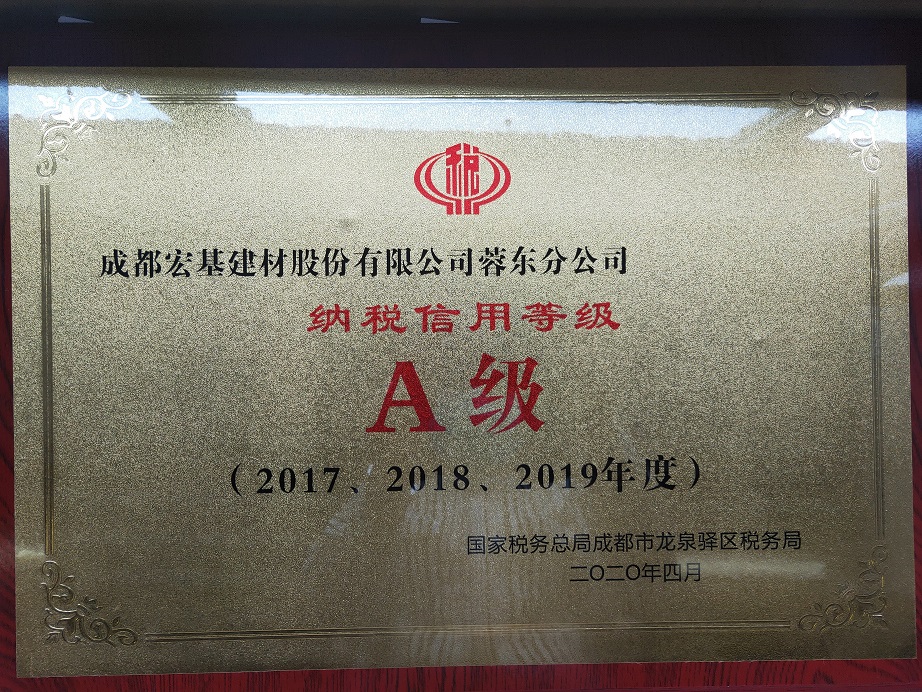 税
成都宏基建材股份有限公司蓉东分公司
纳税信用等级
A级
（2017、2018、2019年度）
国家税务总局成都市龙泉驿区税务局
二〇二〇年四月